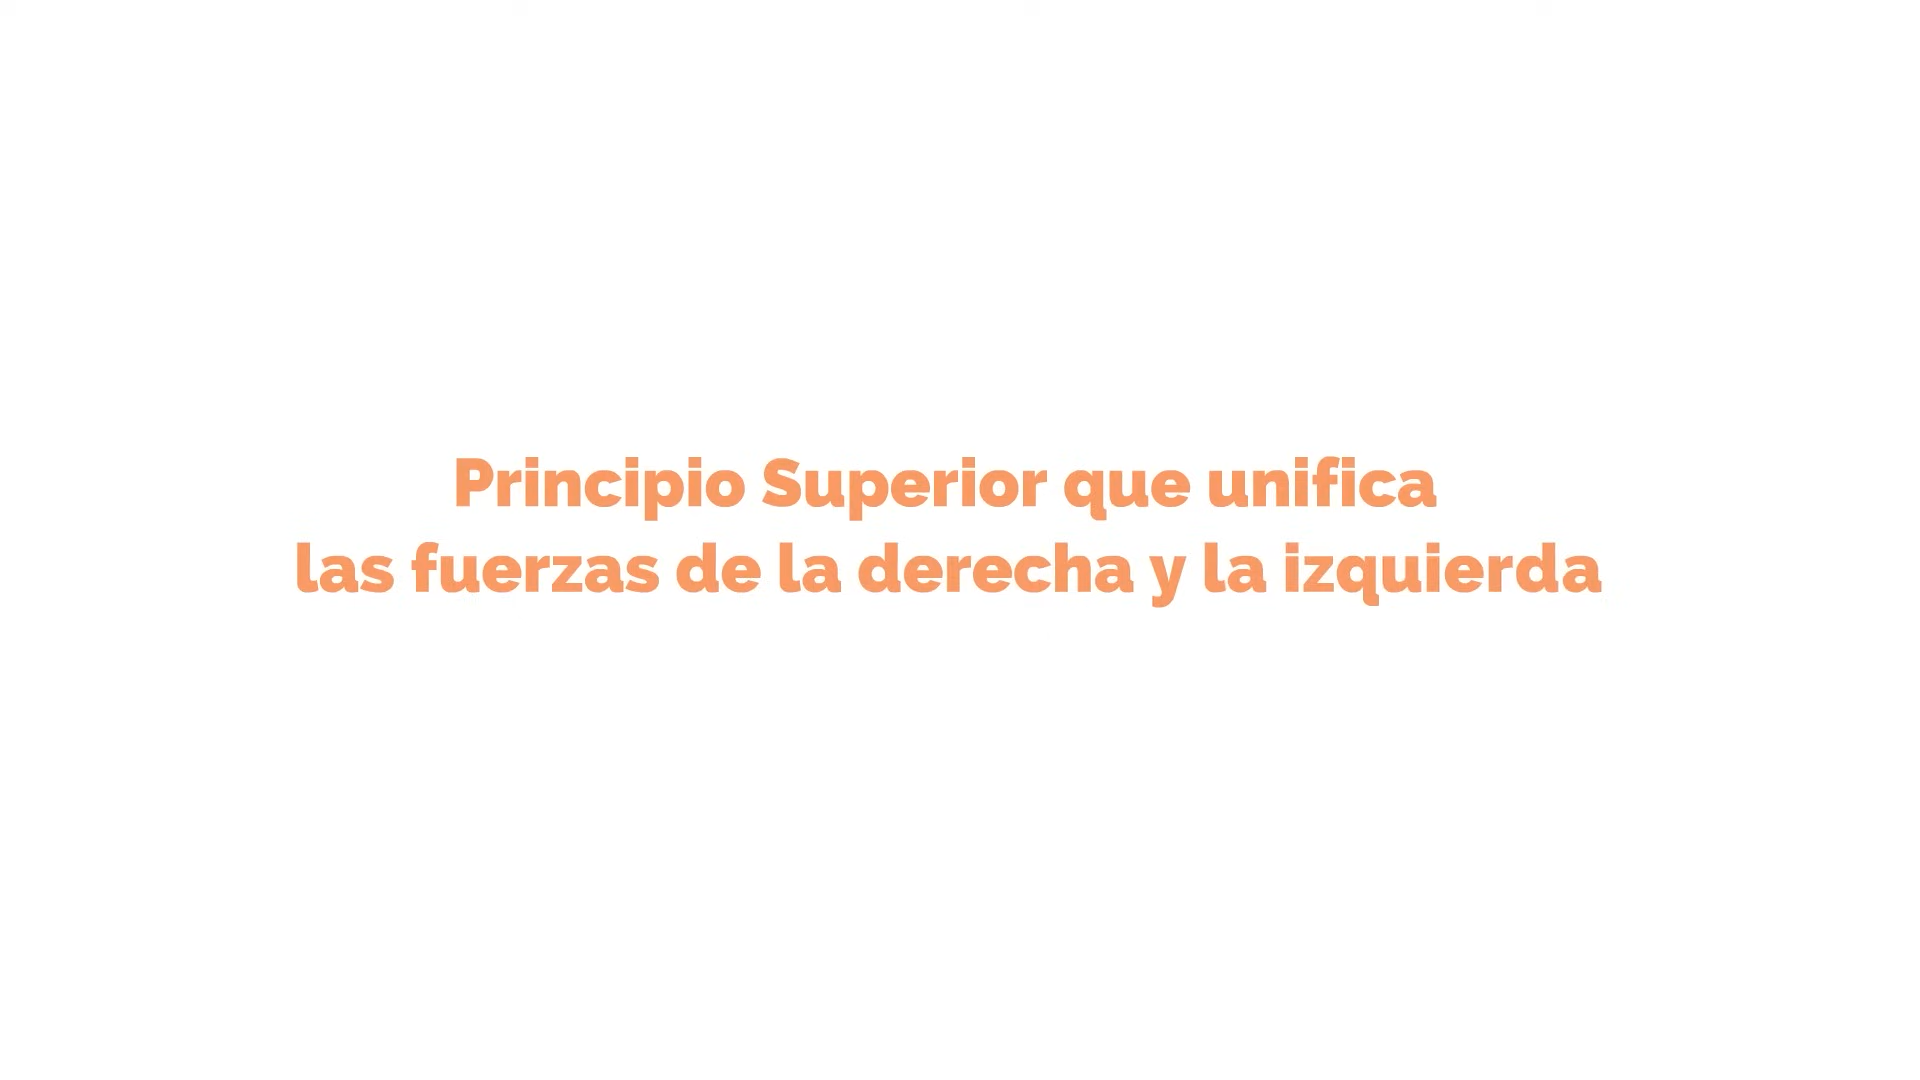 Principio Superior que unifica
las fuerzas de la derecha y la izquierda